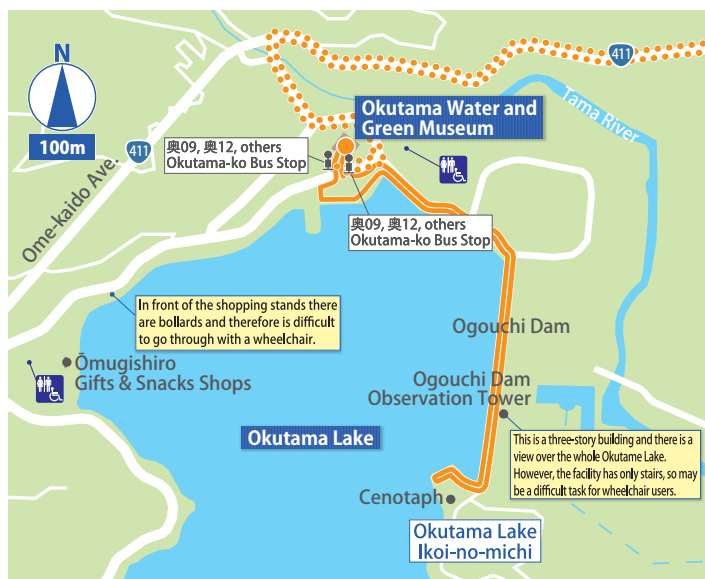 N
100m
411
Tama River
Okutama Water and
Green Museum
奥09, 奥12, others
Okutama-ko Bus Stop
411
Ome-kaido Ave.
奥09, 奥12, others
Okutama-ko Bus Stop
In front of the shopping stands there
are bollards and therefore is difficult
to go through with a wheelchair.
Ogouchi Dam
Ōmugishiro
Gifts & Snacks Shops
Ogouchi Dam
Observation Tower
Okutama Lake
This is a three-story building and there is a
view over the whole Okutame Lake.
However, the facility has only stairs, so may
be a difficult task for wheelchair users.
Cenotaph
Okutama Lake
Ikoi-no-michi